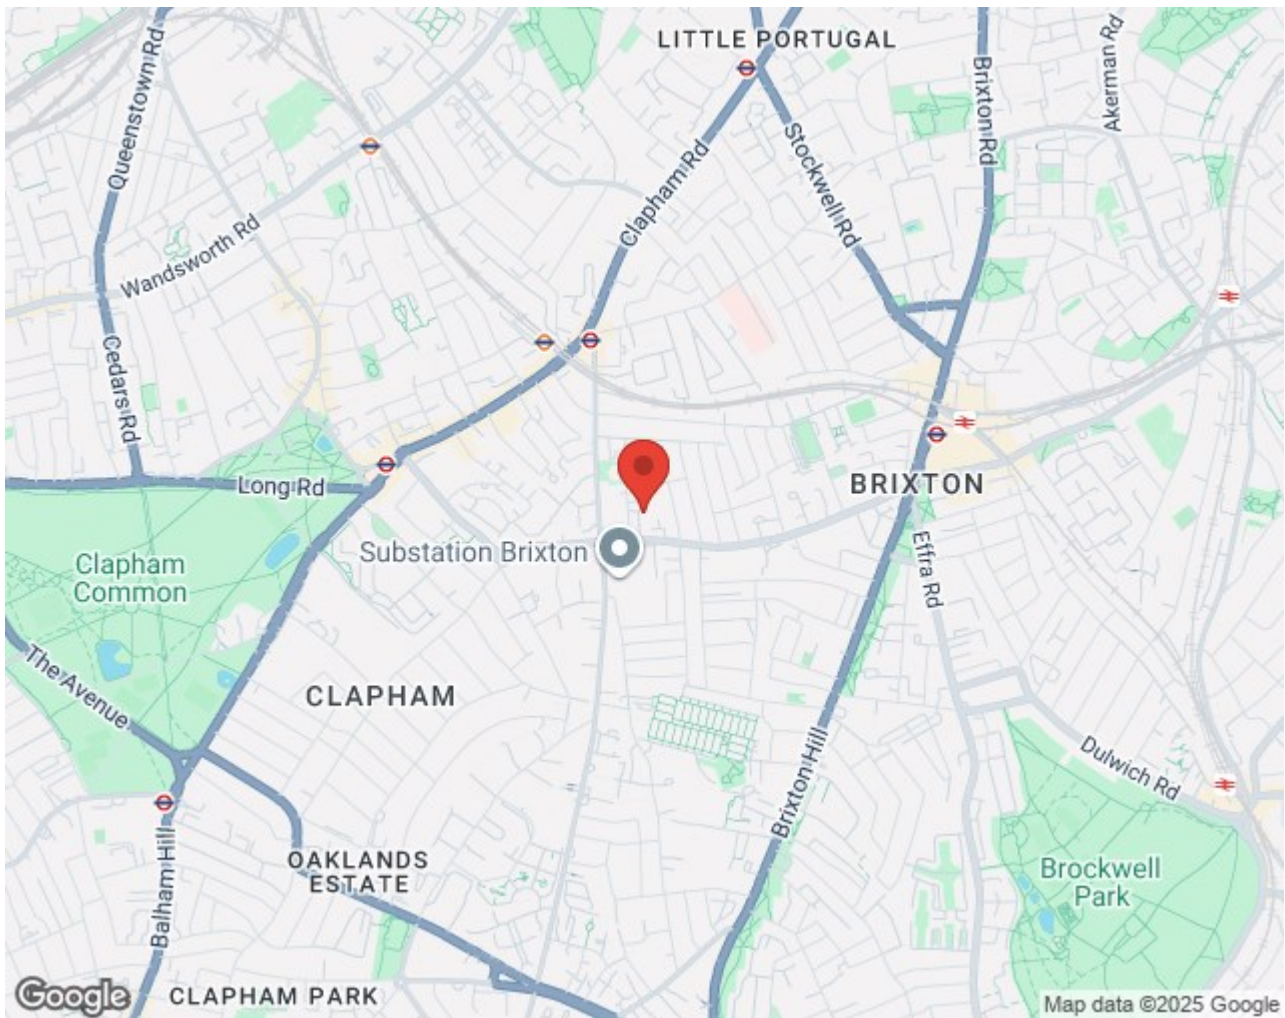 LITTLE PORTUGAL
Queenstown Rd
Brixton Rd
Akerman Rd
Clapham Rd
Stockwell Rd
Wandsworth Rd
Cedars Rd
Long Rd
BRIXTON
Substation Brixton
Clapham
Common
Effra Rd
The Avenue
CLAPHAM
Dulwich Rd
Brixton Hill
Balham Hill
OAKLANDS
ESTATE
Brockwell
Park
Google
CLAPHAM PARK
Map data ©2025 Google